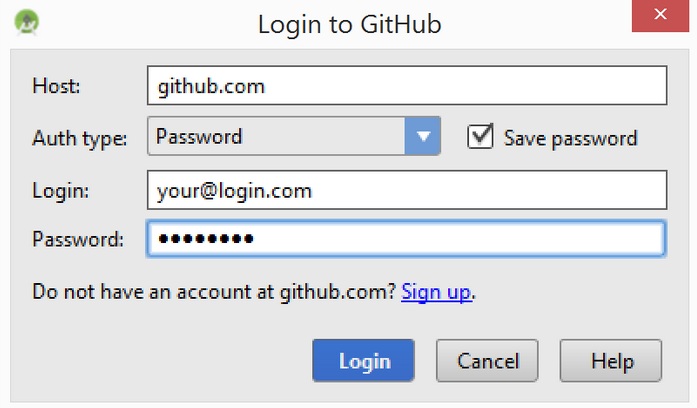 Login to GitHub
Host: github.com
Auth type: Password Save password
Login: your@login.com
Password: ••••••••
Do not have an account at github.com? Sign up.
Login Cancel Help